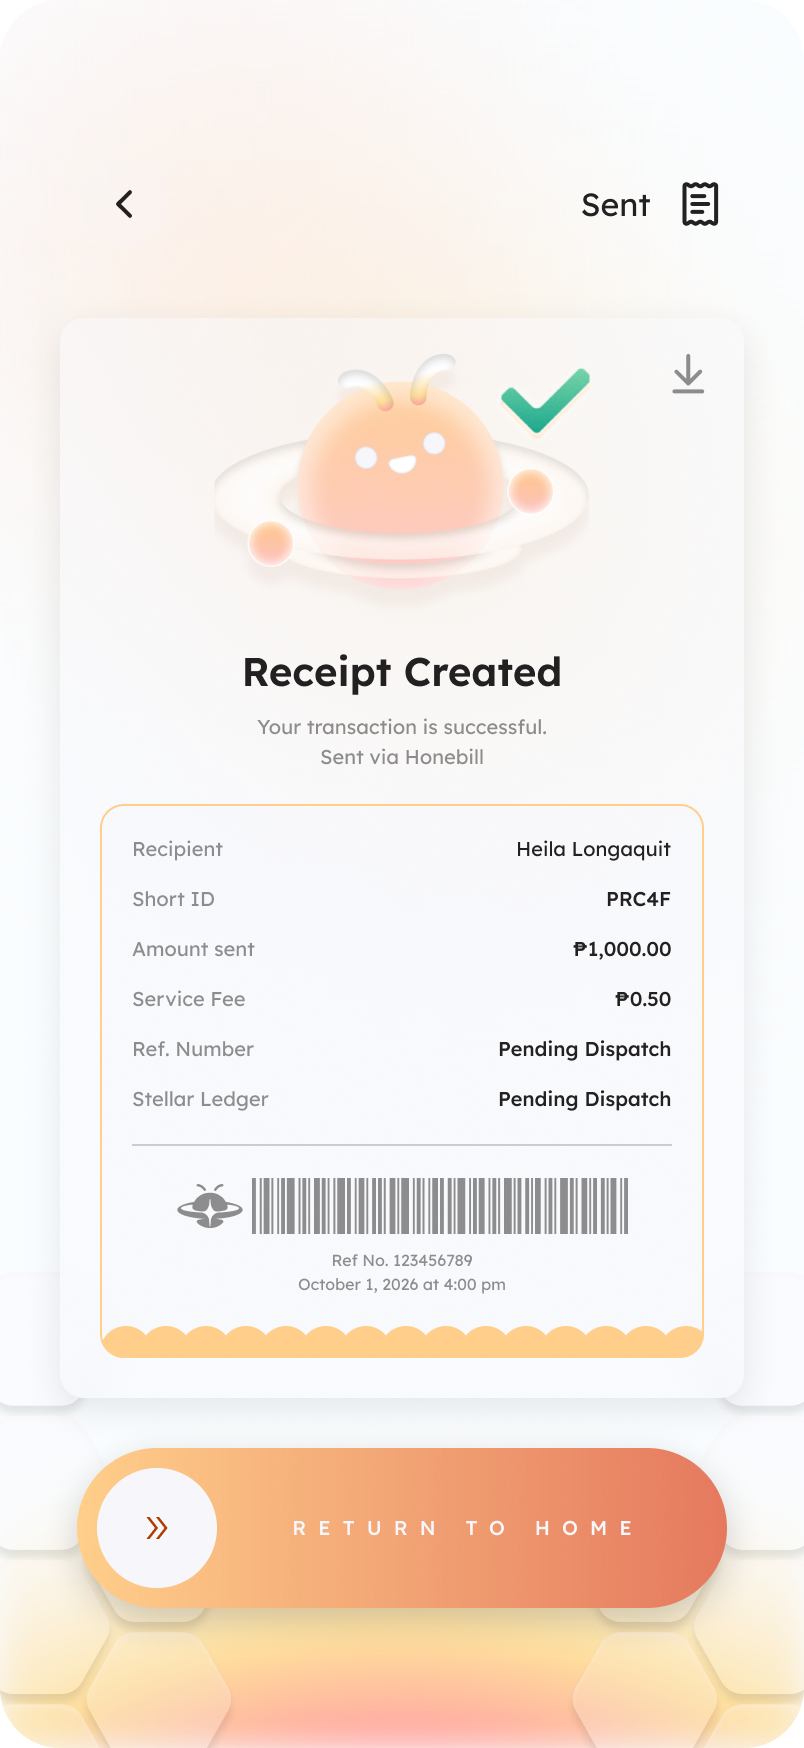 Sent
Receipt Created
Your transaction is successful.
Sent via Honebill
Recipient Heila Longaquit
Short ID PRC4F
Amount sent ₱1,000.00
Service Fee ₱0.50
Ref. Number Pending Dispatch
Stellar Ledger Pending Dispatch
Ref No. 123456789
October 1, 2026 at 4:00 pm
RETURN TO HOME